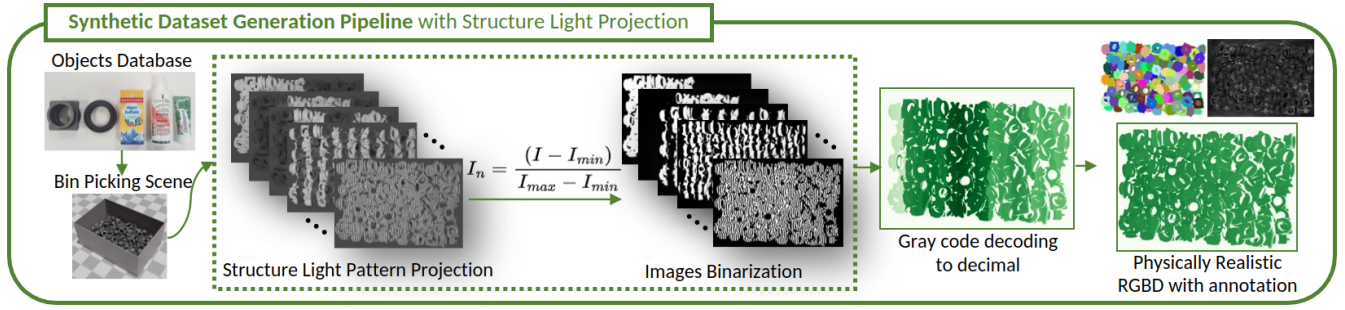 Synthetic Dataset Generation Pipeline with Structure Light Projection
Objects Database
Bin Picking Scene
I_n = (I − I_min) / (I_max − I_min)
Structure Light Pattern Projection
Images Binarization
Gray code decoding
to decimal
Physically Realistic
RGBD with annotation